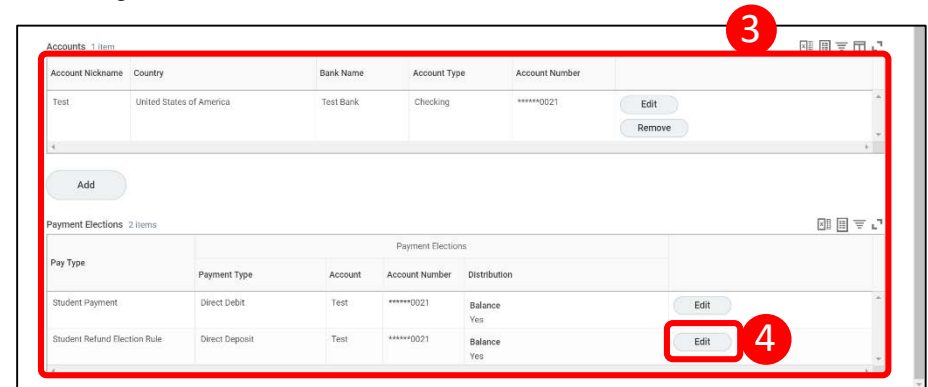 3
Accounts 1 item
Account Nickname Country Bank Name Account Type Account Number
Test United States of America Test Bank Checking ******0021 Edit
Remove
Add
Payment Elections 2 items
Payment Elections
Pay Type
Payment Type Account Account Number Distribution
Student Payment Direct Debit Test ******0021 Balance Edit
Yes
Student Refund Election Rule Direct Deposit Test ******0021 Balance Edit 4
Yes